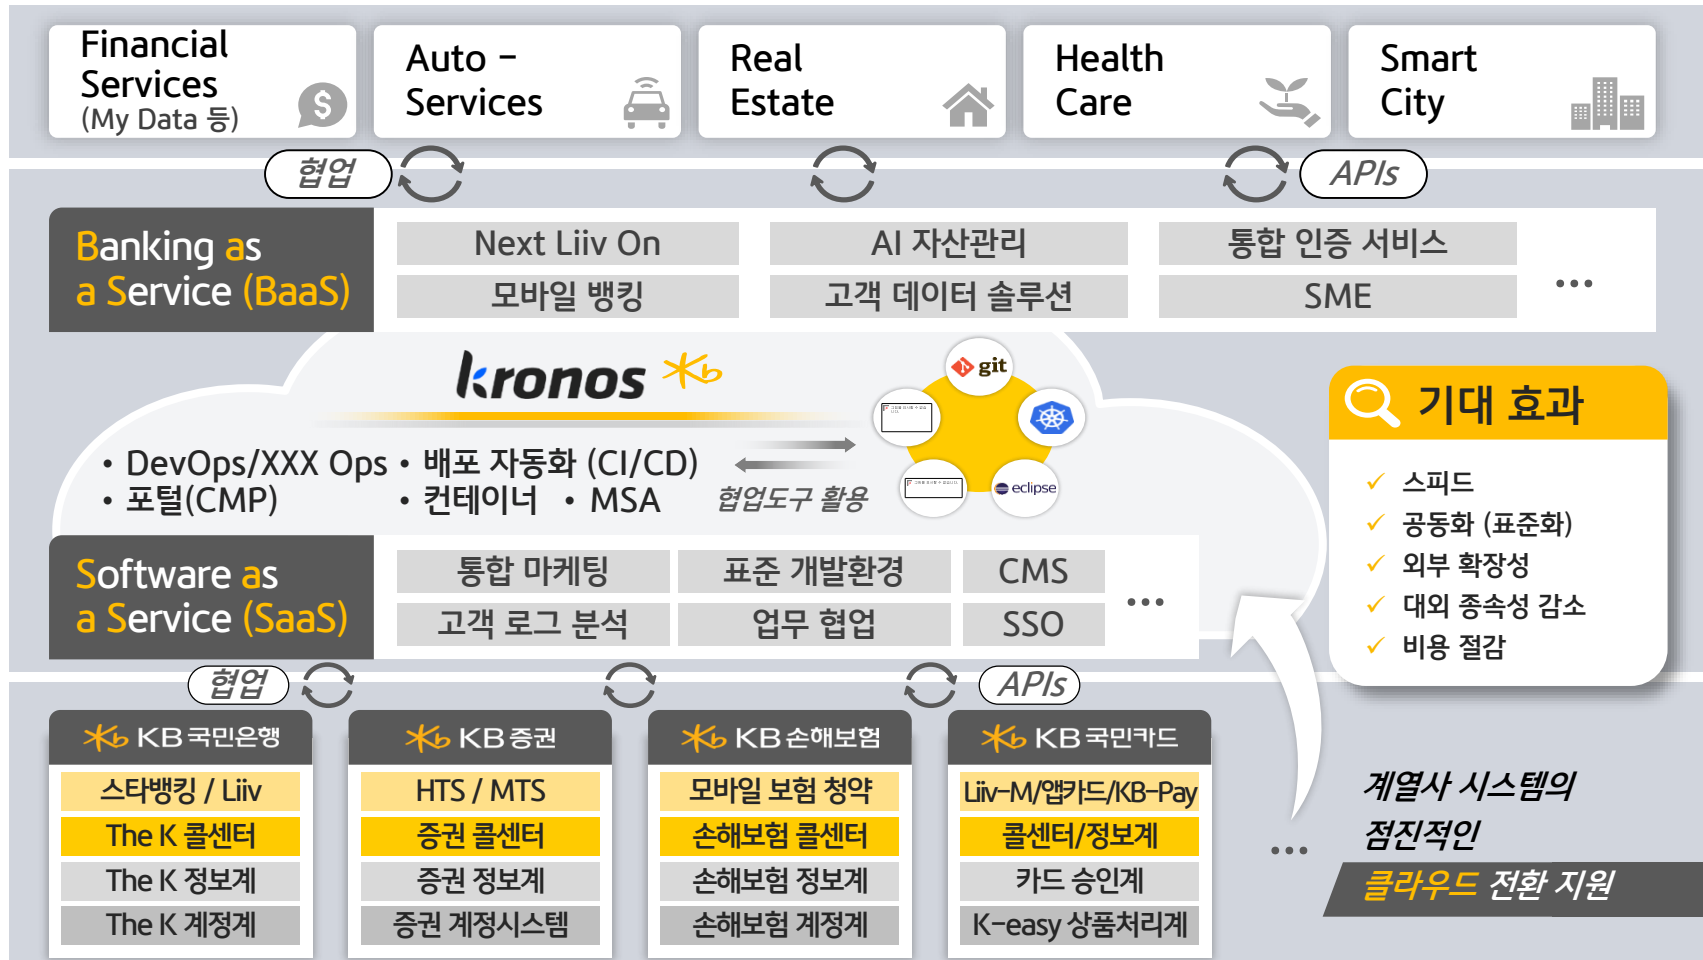 Financial
Services
(My Data 등)
Auto -
Services
Real
Estate
Health
Care
Smart
City
협업
APIs
Banking as
a Service (BaaS)
Next Liiv On
AI 자산관리
통합 인증 서비스
모바일 뱅킹
고객 데이터 솔루션
SME
...
kronos Kb
git
eclipse
• DevOps/XXX Ops • 배포 자동화 (CI/CD)
• 포털(CMP) • 컨테이너 • MSA
협업도구 활용
기대 효과
✓ 스피드
✓ 공동화 (표준화)
✓ 외부 확장성
✓ 대외 종속성 감소
✓ 비용 절감
Software as
a Service (SaaS)
통합 마케팅
표준 개발환경
CMS
고객 로그 분석
업무 협업
SSO
...
협업
APIs
Kb KB국민은행
스타뱅킹 / Liiv
The K 콜센터
The K 정보계
The K 계정계
Kb KB증권
HTS / MTS
증권 콜센터
증권 정보계
증권 계정시스템
Kb KB손해보험
모바일 보험 청약
손해보험 콜센터
손해보험 정보계
손해보험 계정계
Kb KB국민카드
Liiv-M/앱카드/KB-Pay
콜센터/정보계
카드 승인계
K-easy 상품처리계
...
계열사 시스템의
점진적인
클라우드 전환 지원